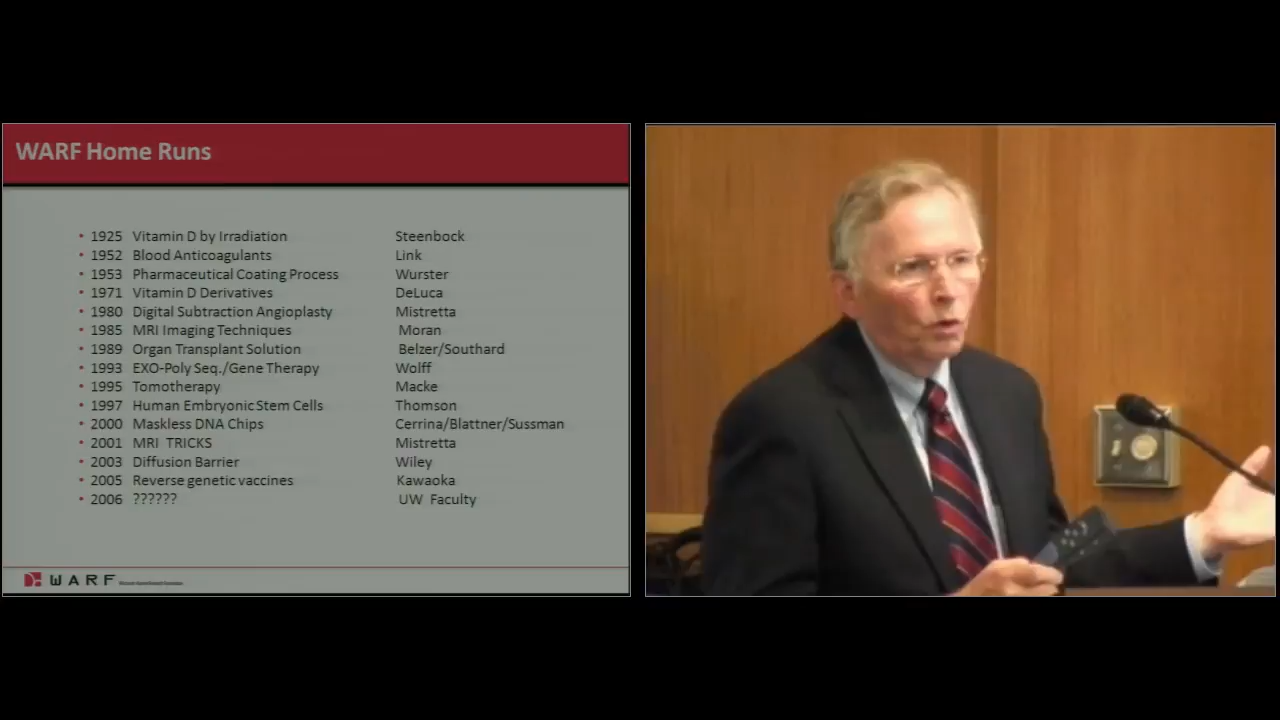 WARF Home Runs
• 1925 Vitamin D by Irradiation Steenbock
• 1952 Blood Anticoagulants Link
• 1953 Pharmaceutical Coating Process Wurster
• 1971 Vitamin D Derivatives DeLuca
• 1980 Digital Subtraction Angioplasty Mistretta
• 1985 MRI Imaging Techniques Moran
• 1989 Organ Transplant Solution Belzer/Southard
• 1993 EXO-Poly Seq./Gene Therapy Wolff
• 1995 Tomotherapy Macke
• 1997 Human Embryonic Stem Cells Thomson
• 2000 Maskless DNA Chips Cerrina/Blattner/Sussman
• 2001 MRI TRICKS Mistretta
• 2003 Diffusion Barrier Wiley
• 2005 Reverse genetic vaccines Kawaoka
• 2006 ?????? UW Faculty
WARF